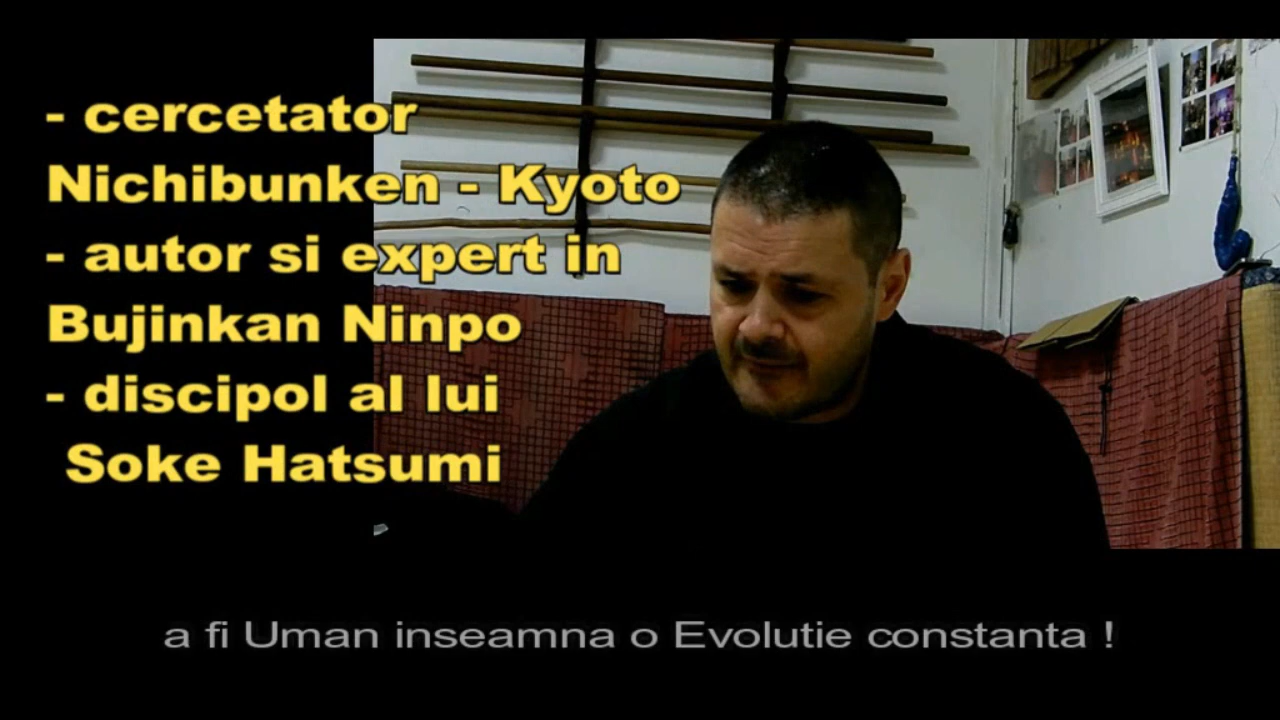 - cercetator
Nichibunken - Kyoto
- autor si expert in
Bujinkan Ninpo
- discipol al lui
Soke Hatsumi
a fi Uman inseamna o Evolutie constanta !